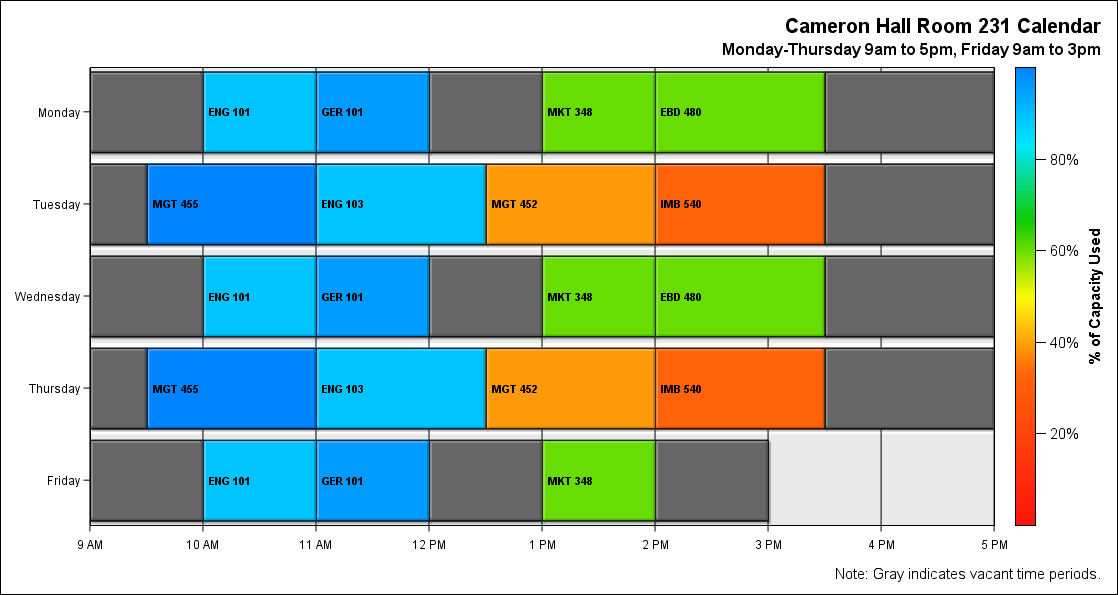 Cameron Hall Room 231 Calendar
Monday-Thursday 9am to 5pm, Friday 9am to 3pm
Monday
ENG 101
GER 101
MKT 348
EBD 480
Tuesday
MGT 455
ENG 103
MGT 452
IMB 540
Wednesday
ENG 101
GER 101
MKT 348
EBD 480
Thursday
MGT 455
ENG 103
MGT 452
IMB 540
Friday
ENG 101
GER 101
MKT 348
9 AM
10 AM
11 AM
12 PM
1 PM
2 PM
3 PM
4 PM
5 PM
80%
60%
40%
20%
% of Capacity Used
Note: Gray indicates vacant time periods.